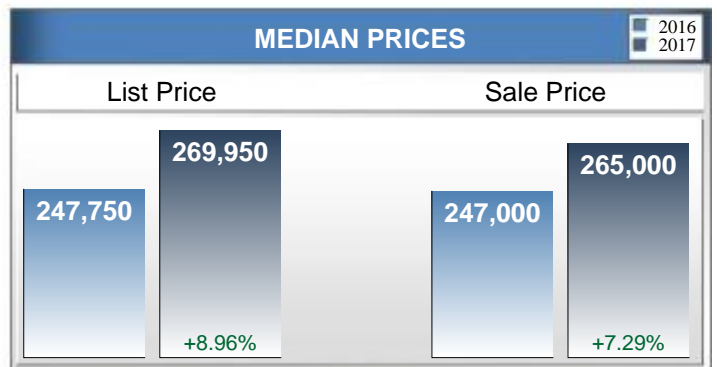 MEDIAN PRICES
2016
2017
List Price
Sale Price
247,750
269,950
+8.96%
247,000
265,000
+7.29%